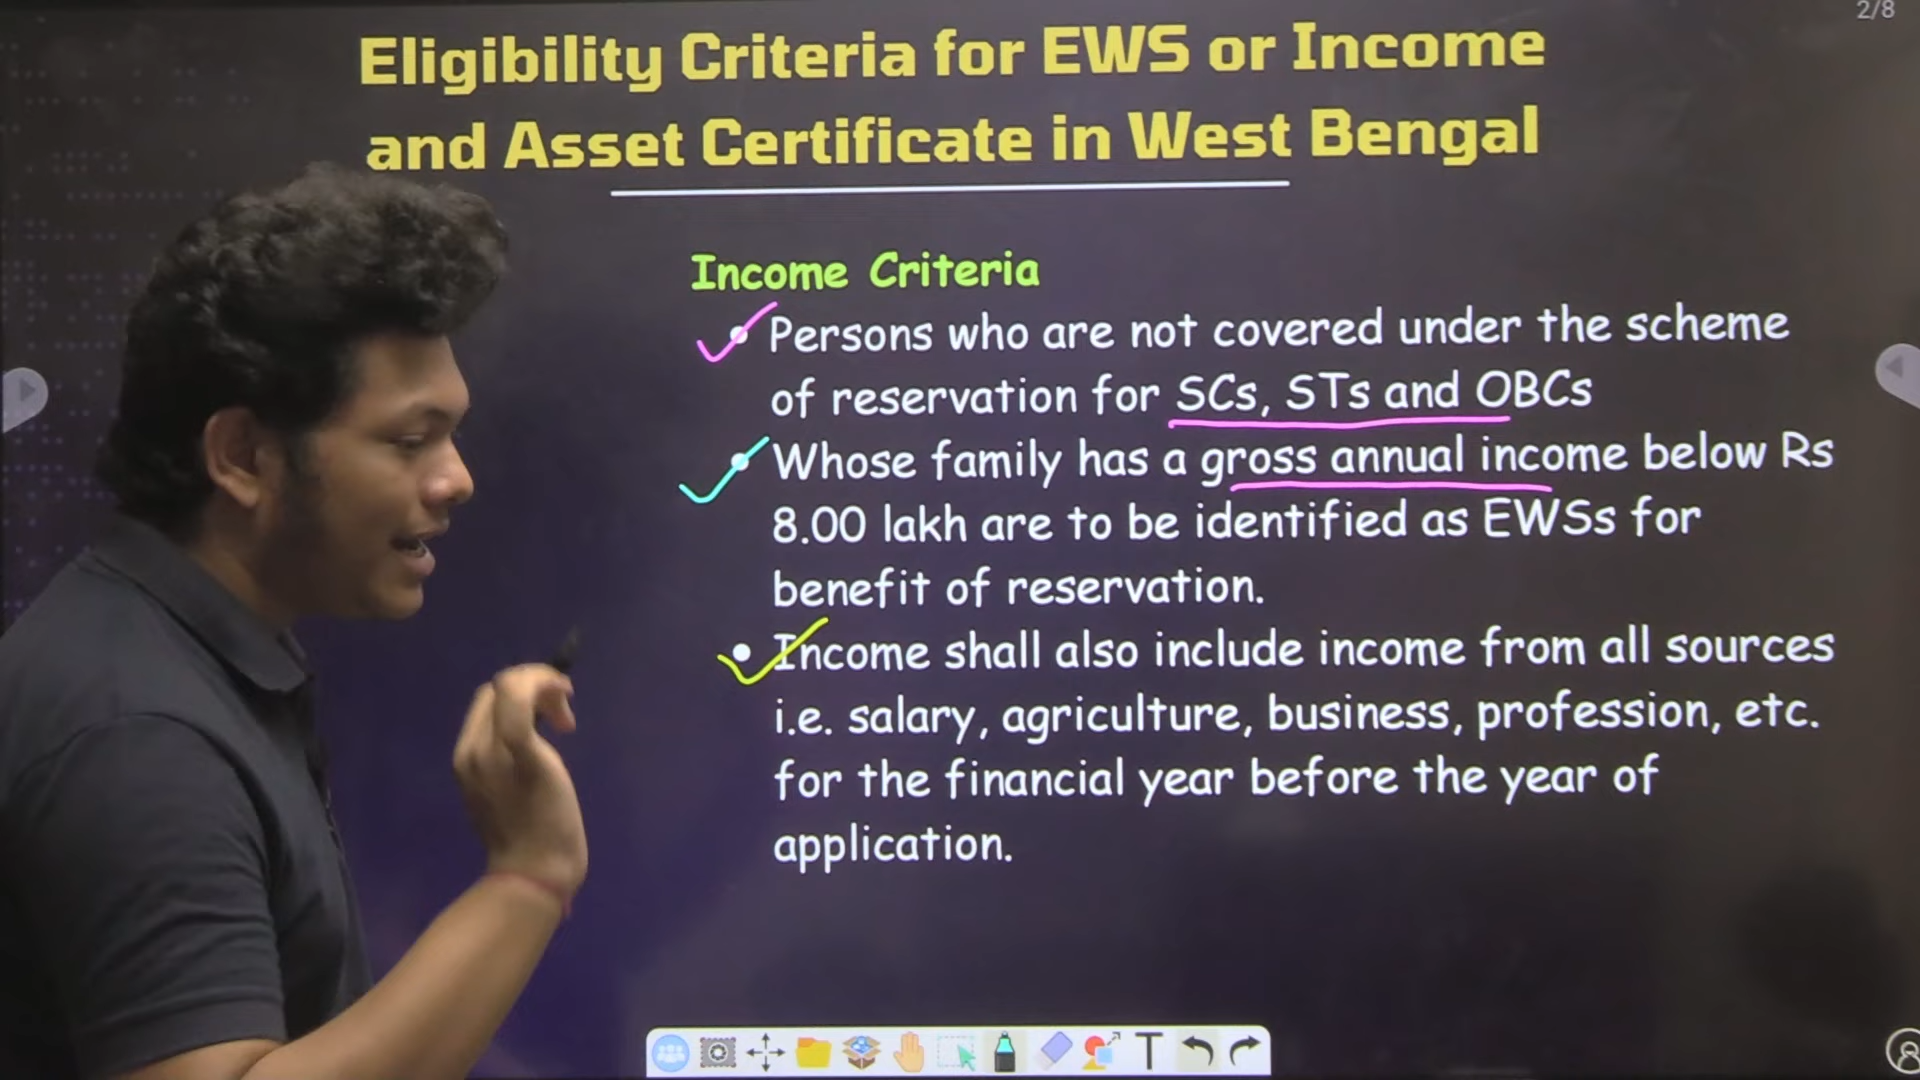 2/8
Eligibility Criteria for EWS or Income
and Asset Certificate in West Bengal
Income Criteria
• Persons who are not covered under the scheme
of reservation for SCs, STs and OBCs
• Whose family has a gross annual income below Rs
8.00 lakh are to be identified as EWSs for
benefit of reservation.
• Income shall also include income from all sources
i.e. salary, agriculture, business, profession, etc.
for the financial year before the year of
application.
T